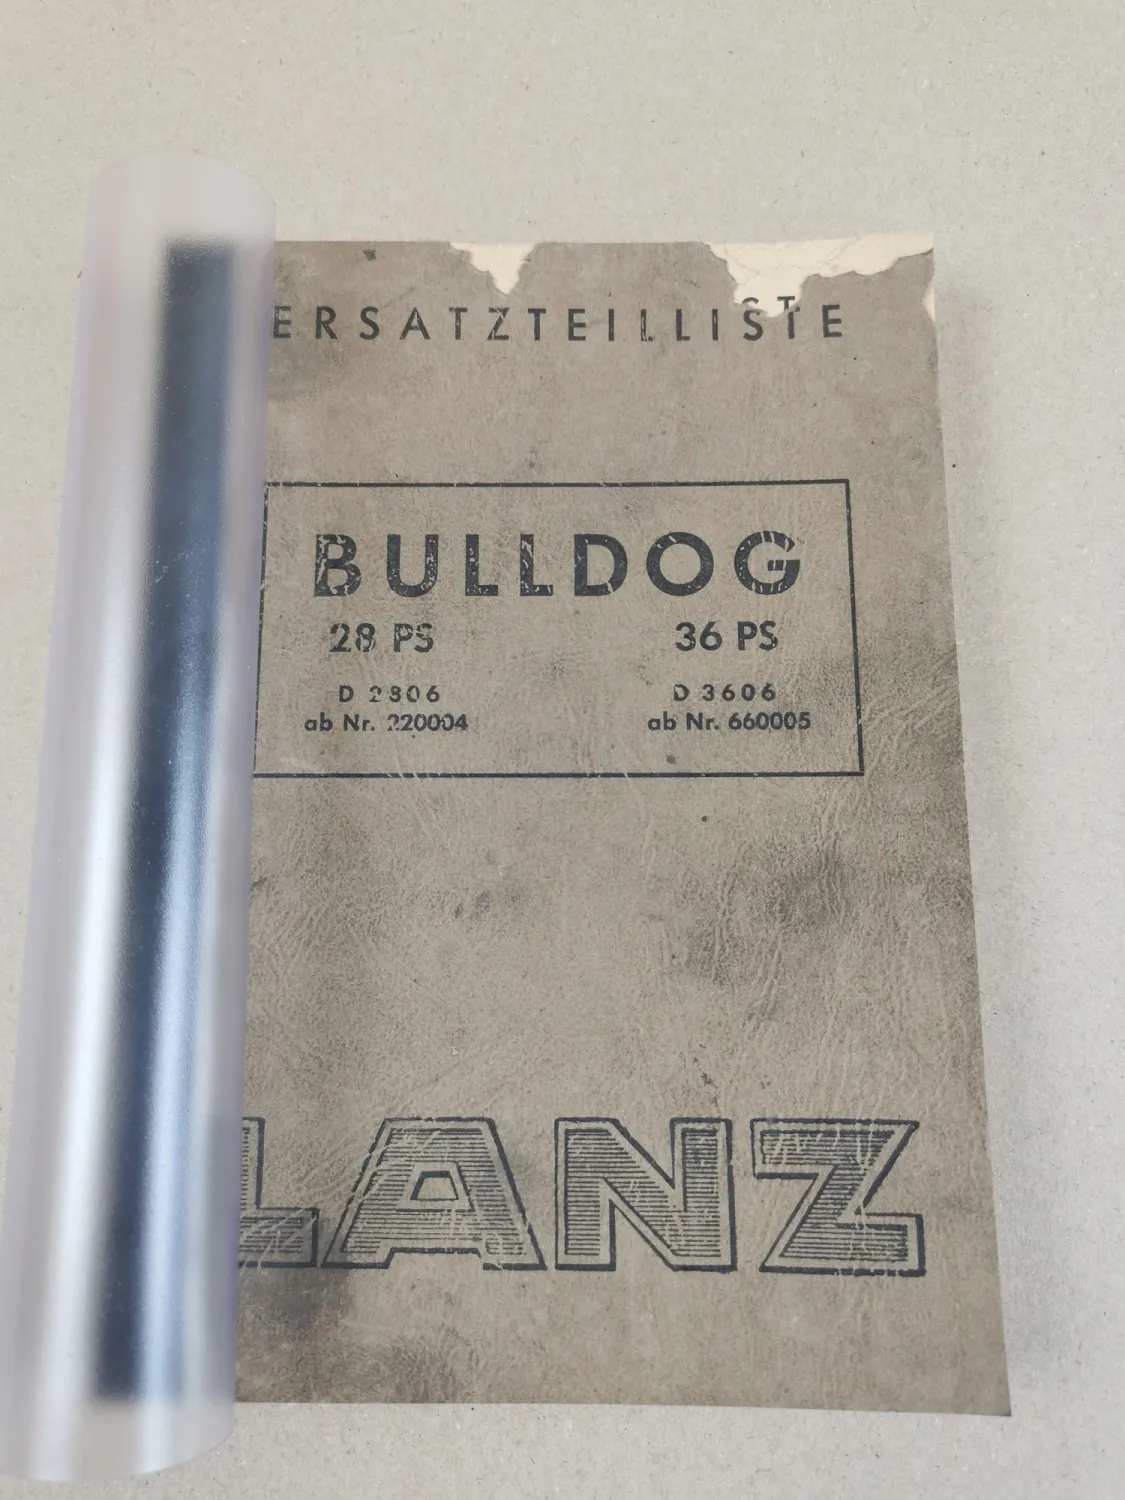 ERSATZTEILLISTE
BULLDOG
28 PS 36 PS
D 2806 D 3606
ab Nr. 220004 ab Nr. 660005
LANZ